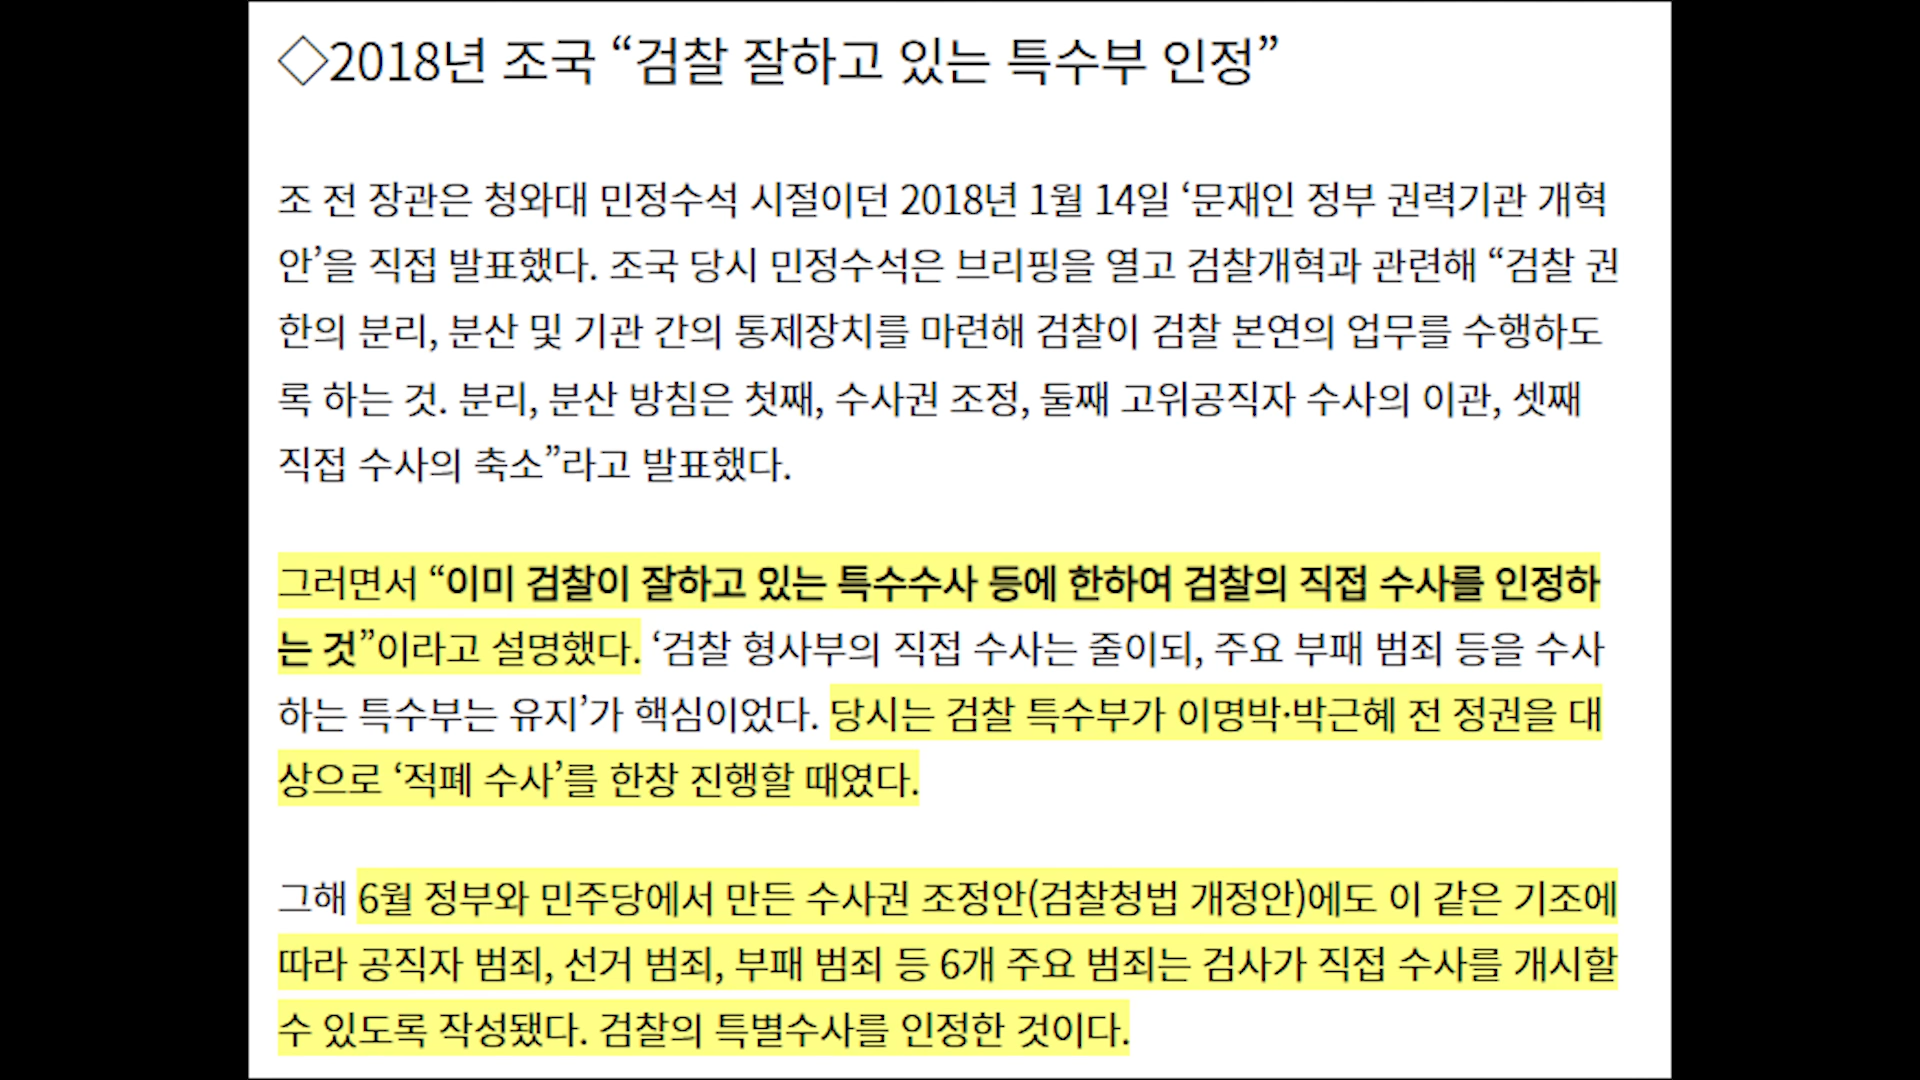 ◇2018년 조국 “검찰 잘하고 있는 특수부 인정”
조 전 장관은 청와대 민정수석 시절이던 2018년 1월 14일 ‘문재인 정부 권력기관 개혁
안’을 직접 발표했다. 조국 당시 민정수석은 브리핑을 열고 검찰개혁과 관련해 “검찰 권
한의 분리, 분산 및 기관 간의 통제장치를 마련해 검찰이 검찰 본연의 업무를 수행하도
록 하는 것. 분리, 분산 방침은 첫째, 수사권 조정, 둘째 고위공직자 수사의 이관, 셋째
직접 수사의 축소”라고 발표했다.
그러면서 “이미 검찰이 잘하고 있는 특수수사 등에 한하여 검찰의 직접 수사를 인정하
는 것”이라고 설명했다. ‘검찰 형사부의 직접 수사는 줄이되, 주요 부패 범죄 등을 수사
하는 특수부는 유지’가 핵심이었다. 당시는 검찰 특수부가 이명박·박근혜 전 정권을 대
상으로 ‘적폐 수사’를 한창 진행할 때였다.
그해 6월 정부와 민주당에서 만든 수사권 조정안(검찰청법 개정안)에도 이 같은 기조에
따라 공직자 범죄, 선거 범죄, 부패 범죄 등 6개 주요 범죄는 검사가 직접 수사를 개시할
수 있도록 작성됐다. 검찰의 특별수사를 인정한 것이다.